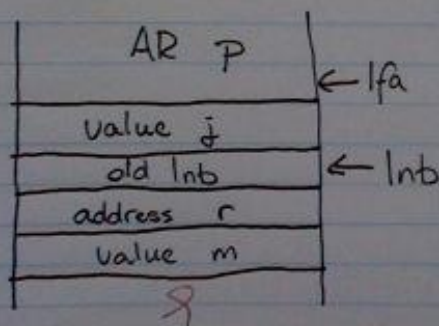 AR P
← lfa
value j
old lnb
← lnb
address r
value m